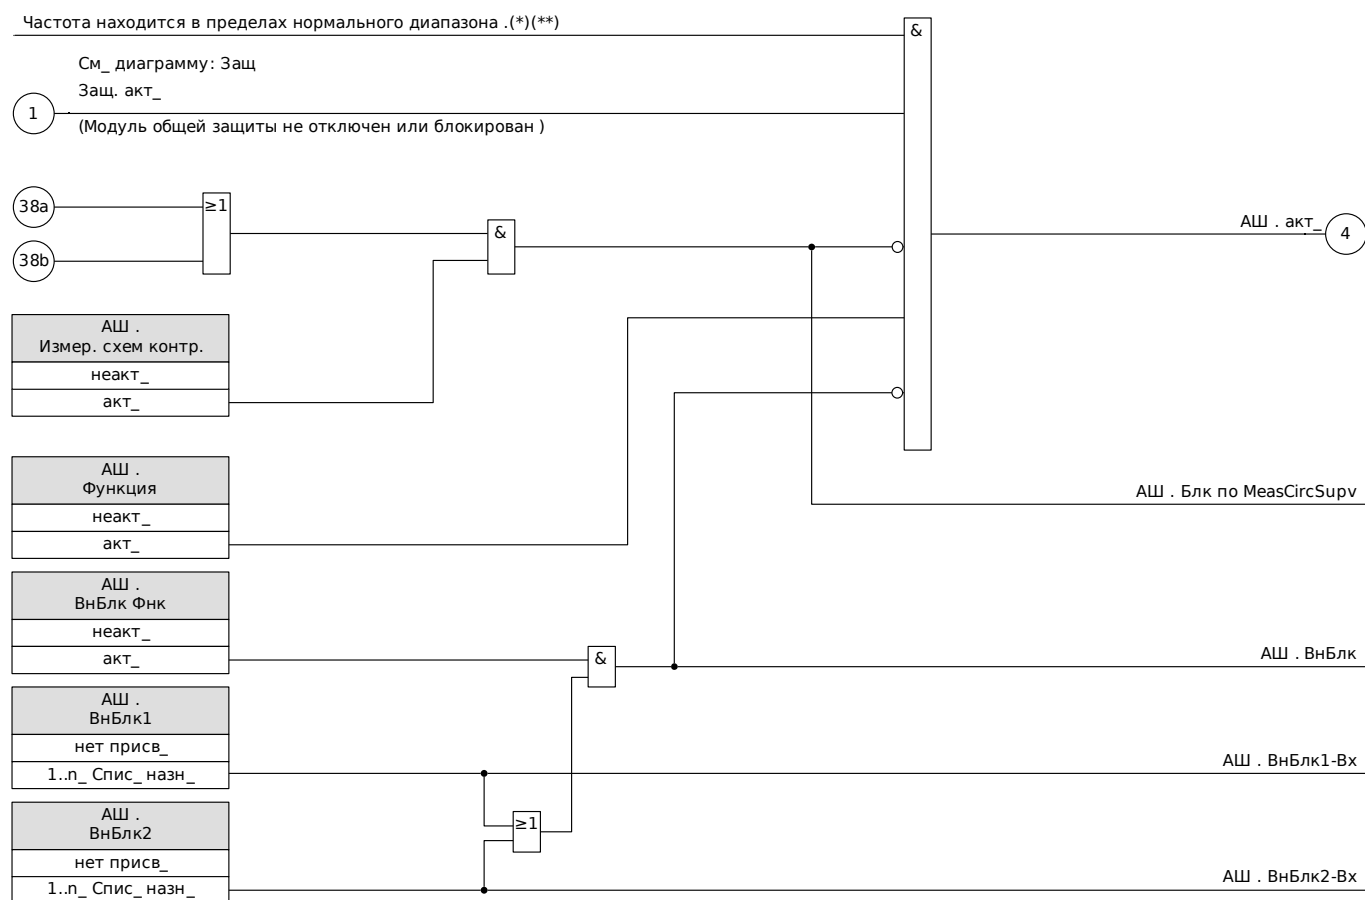 Частота находится в пределах нормального диапазона .(*)(**)
&
См_ диаграмму: Защ
Защ. акт_
1
(Модуль общей защиты не отключен или блокирован )
38a
≥1
&
АШ . акт_
4
38b
АШ .
Измер. схем контр.
неакт_
акт_
АШ .
Функция
неакт_
акт_
АШ . Блк по MeasCircSupv
АШ .
ВнБлк Фнк
неакт_
акт_
&
АШ . ВнБлк
АШ .
ВнБлк1
нет присв_
1..n_ Спис_ назн_
АШ . ВнБлк1-Вх
АШ .
ВнБлк2
≥1
нет присв_
1..n_ Спис_ назн_
АШ . ВнБлк2-Вх